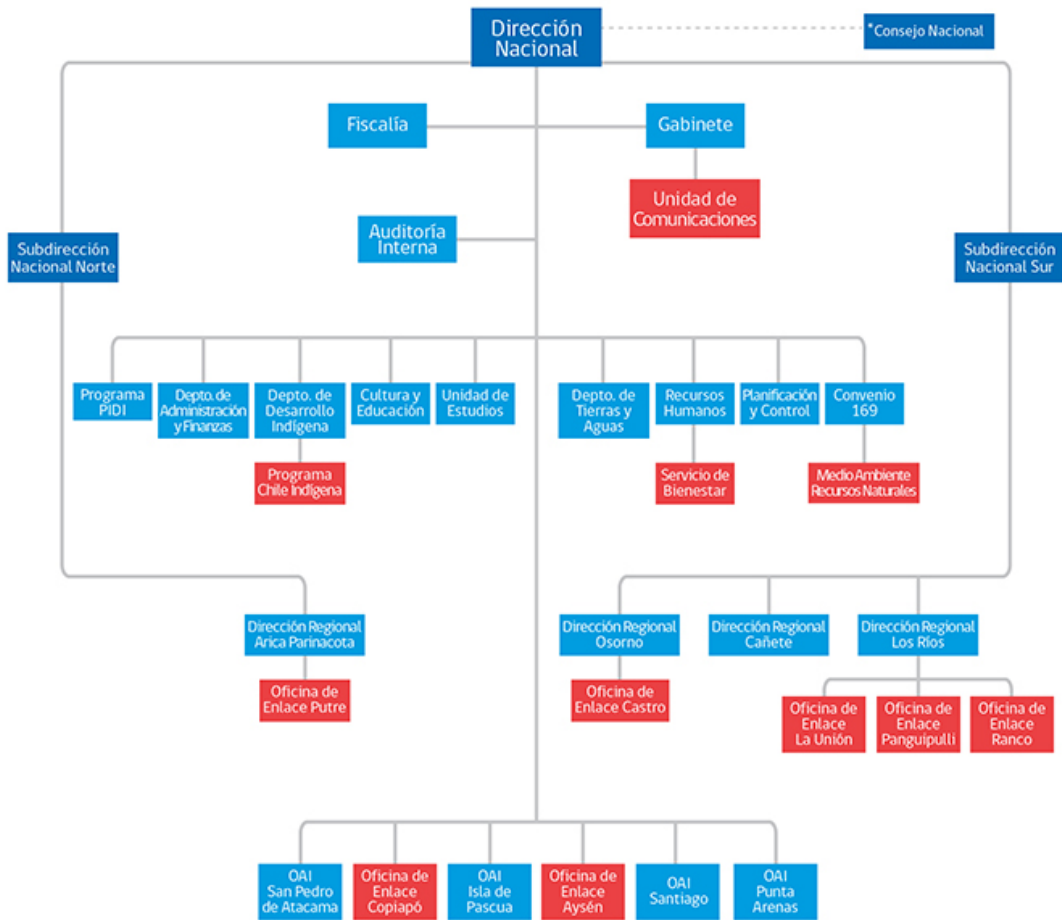 Dirección
Nacional
*Consejo Nacional
Fiscalía
Gabinete
Unidad de
Comunicaciones
Auditoría
Interna
Subdirección
Nacional Norte
Subdirección
Nacional Sur
Programa
PIDI
Depto. de
Administración
y Finanzas
Depto. de
Desarrollo
Indígena
Cultura y
Educación
Unidad de
Estudios
Depto. de
Tierras y
Aguas
Recursos
Humanos
Planificación
y Control
Convenio
169
Programa
Chile Indígena
Servicio de
Bienestar
Medio Ambiente
Recursos Naturales
Dirección Regional
Arica Parinacota
Dirección Regional
Osorno
Dirección Regional
Cañete
Dirección Regional
Los Ríos
Oficina de
Enlace Putre
Oficina de
Enlace Castro
Oficina de
Enlace
La Unión
Oficina de
Enlace
Panguipulli
Oficina de
Enlace
Ranco
OAI
San Pedro
de Atacama
Oficina de
Enlace
Copiapó
OAI
Isla de
Pascua
Oficina de
Enlace
Aysén
OAI
Santiago
OAI
Punta
Arenas